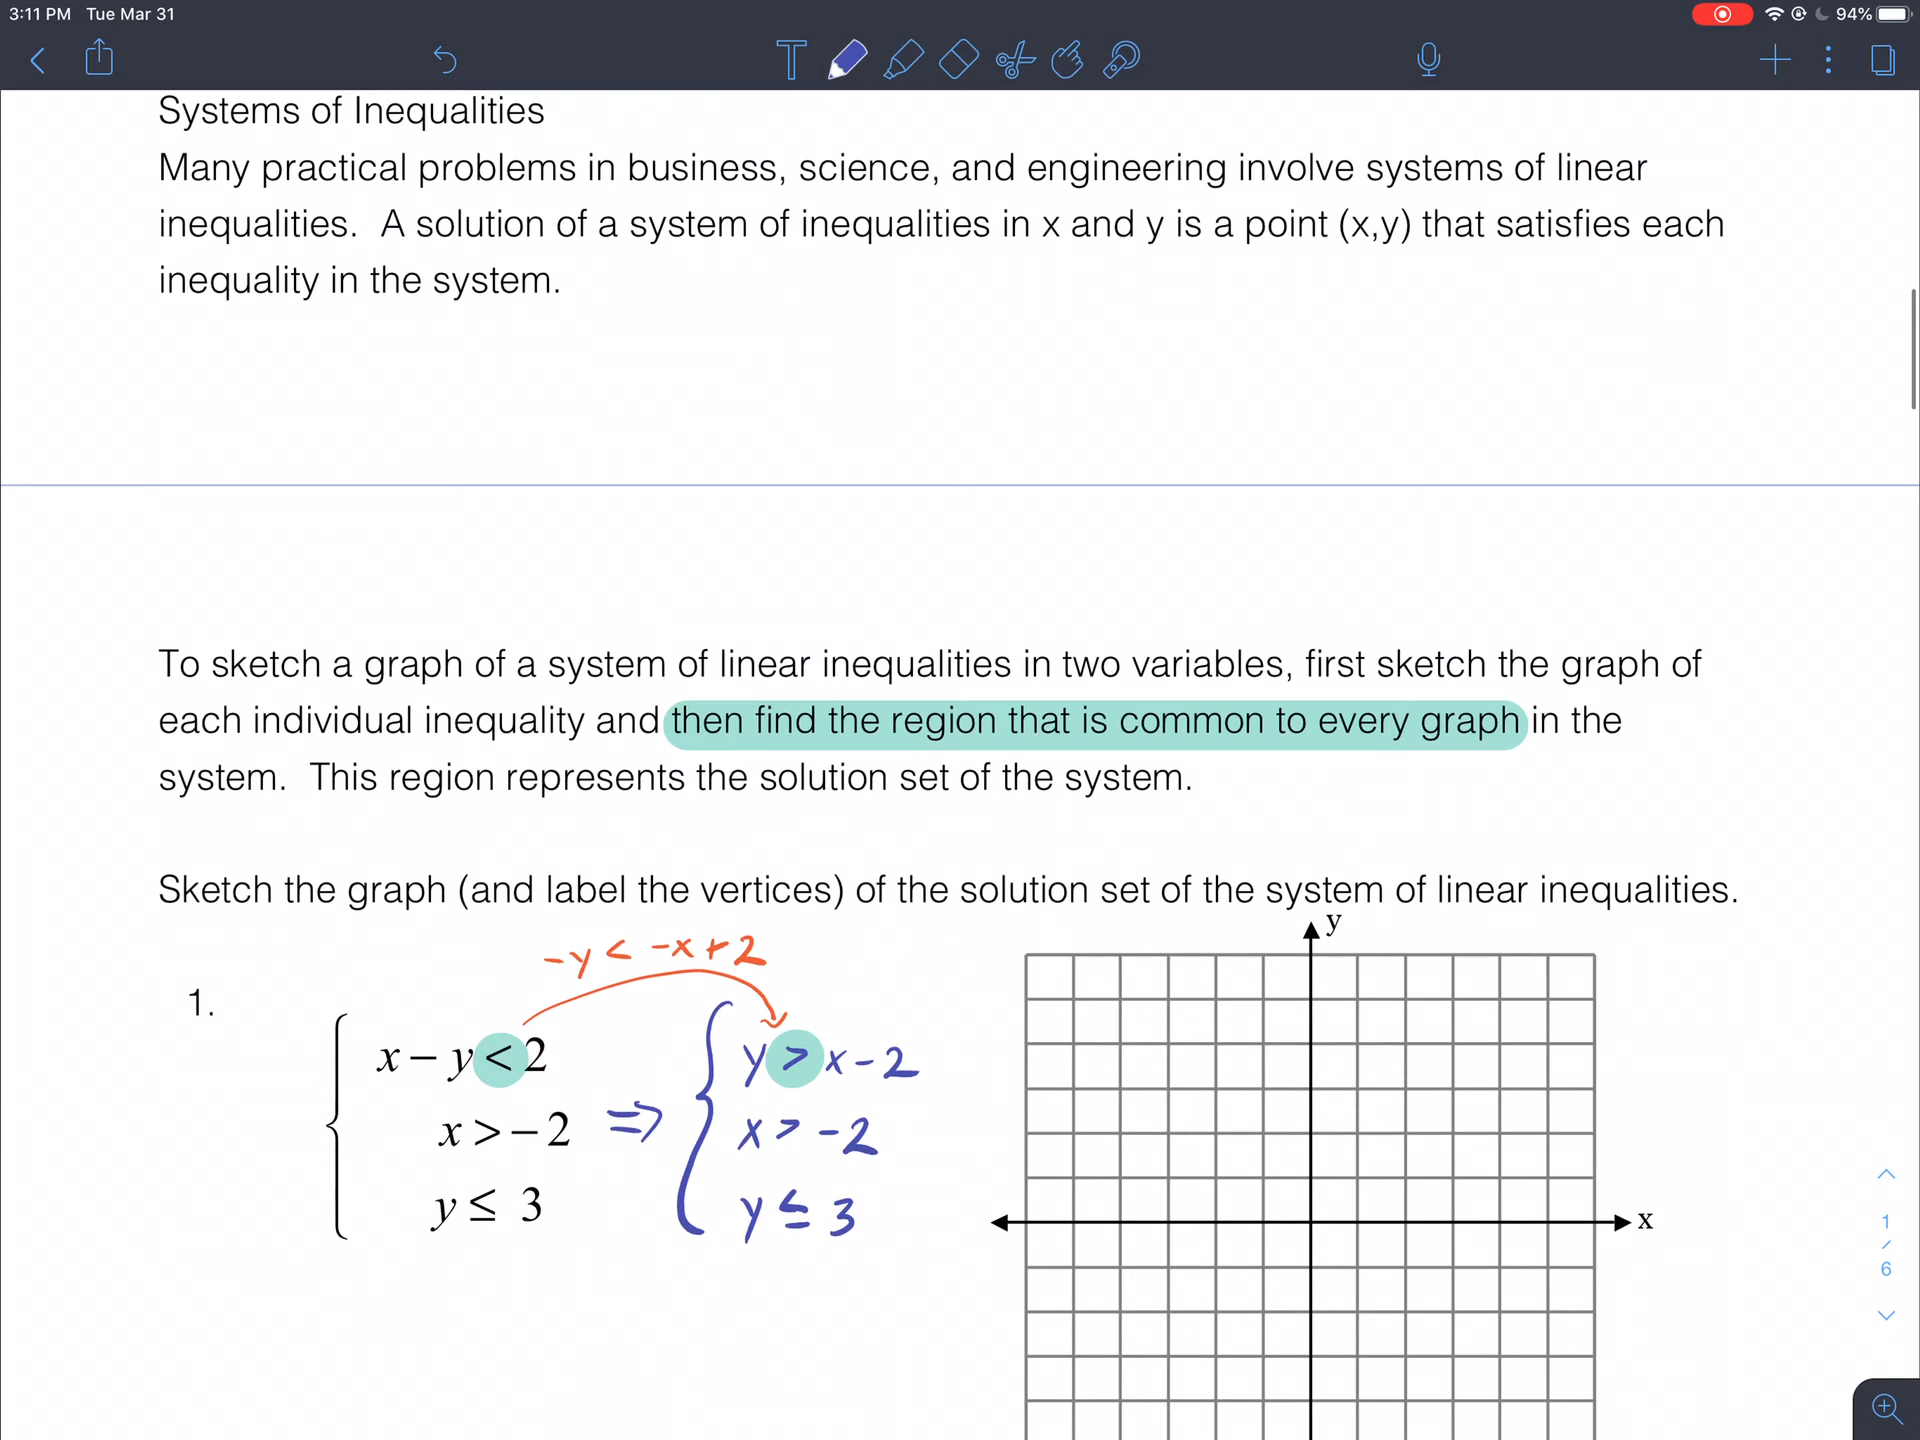 3:11 PM Tue Mar 31
94%
T
Systems of Inequalities
Many practical problems in business, science, and engineering involve systems of linear
inequalities. A solution of a system of inequalities in x and y is a point (x,y) that satisfies each
inequality in the system.
To sketch a graph of a system of linear inequalities in two variables, first sketch the graph of
each individual inequality and then find the region that is common to every graph in the
system. This region represents the solution set of the system.
Sketch the graph (and label the vertices) of the solution set of the system of linear inequalities.
y
-y < -x + 2
1.
x − y < 2
y > x - 2
x > − 2
⇒
x > -2
y ≤ 3
y ≤ 3
x
1
/
6